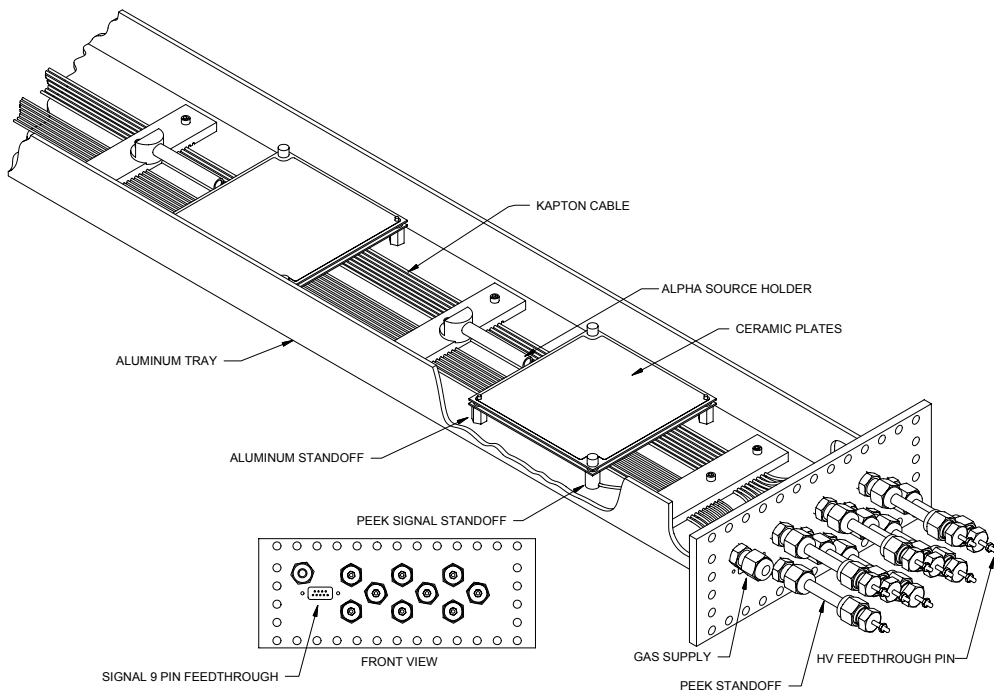 KAPTON CABLE
ALPHA SOURCE HOLDER
CERAMIC PLATES
ALUMINUM TRAY
ALUMINUM STANDOFF
PEEK SIGNAL STANDOFF
FRONT VIEW
SIGNAL 9 PIN FEEDTHROUGH
GAS SUPPLY
HV FEEDTHROUGH PIN
PEEK STANDOFF